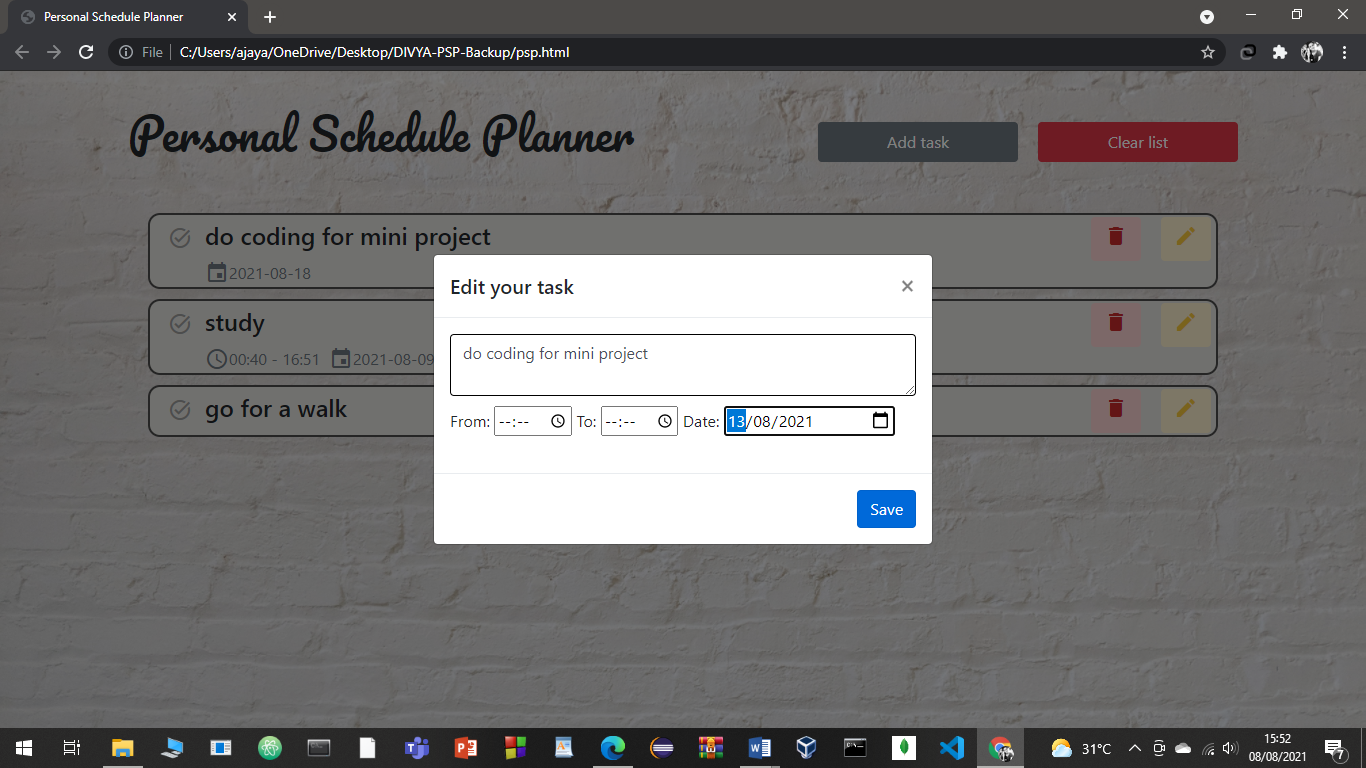 Personal Schedule Planner
File C:/Users/ajaya/OneDrive/Desktop/DIVYA-PSP-Backup/psp.html
Personal Schedule Planner
Add task
Clear list
do coding for mini project
2021-08-18
study
00:40 - 16:51 2021-08-09
go for a walk
Edit your task
do coding for mini project
From: --:-- To: --:-- Date: 13/08/2021
Save
31°C
15:52
08/08/2021
7